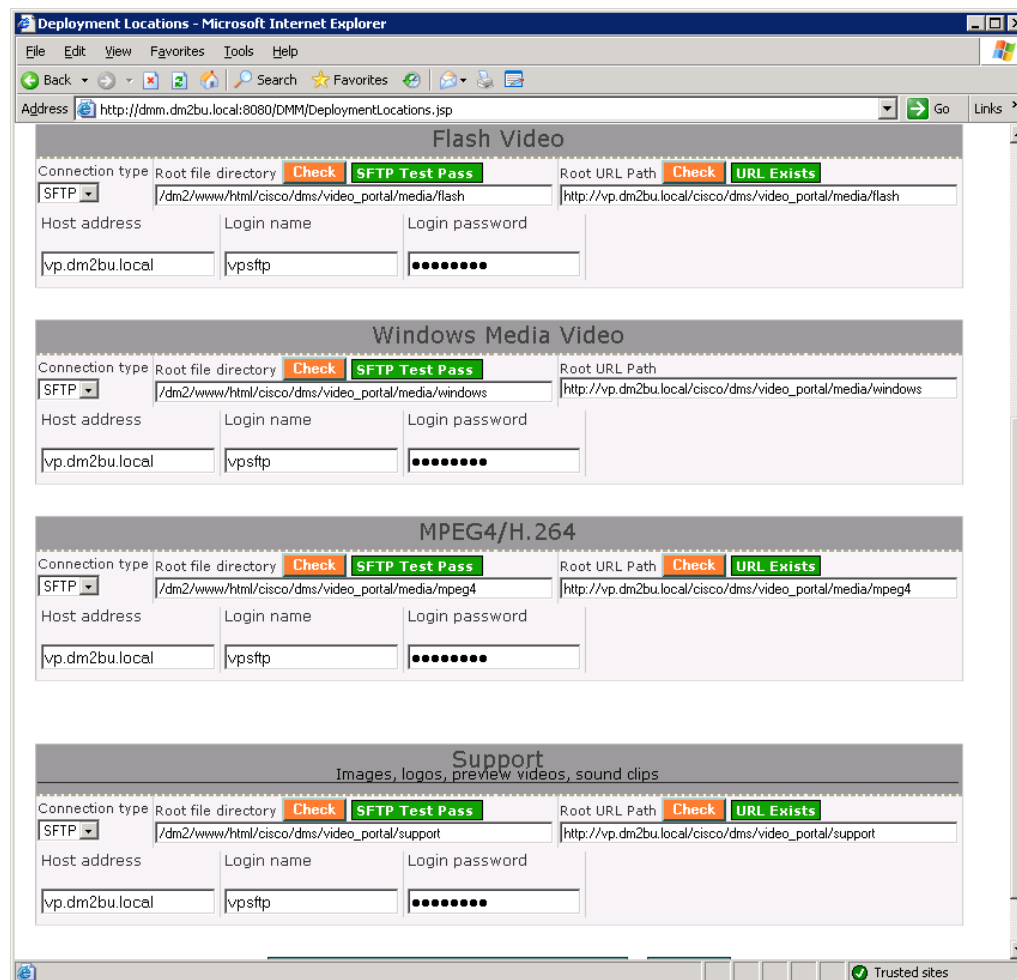 Deployment Locations - Microsoft Internet Explorer
File Edit View Favorites Tools Help
Back Search Favorites
Address http://dmm.dm2bu.local:8080/DMM/DeploymentLocations.jsp Go Links
Flash Video
Connection type Root file directory Check SFTP Test Pass Root URL Path Check URL Exists
SFTP /dm2/www/html/cisco/dms/video_portal/media/flash http://vp.dm2bu.local/cisco/dms/video_portal/media/flash
Host address Login name Login password
vp.dm2bu.local vpsftp ●●●●●●●●
Windows Media Video
Connection type Root file directory Check SFTP Test Pass Root URL Path
SFTP /dm2/www/html/cisco/dms/video_portal/media/windows http://vp.dm2bu.local/cisco/dms/video_portal/media/windows
Host address Login name Login password
vp.dm2bu.local vpsftp ●●●●●●●●
MPEG4/H.264
Connection type Root file directory Check SFTP Test Pass Root URL Path Check URL Exists
SFTP /dm2/www/html/cisco/dms/video_portal/media/mpeg4 http://vp.dm2bu.local/cisco/dms/video_portal/media/mpeg4
Host address Login name Login password
vp.dm2bu.local vpsftp ●●●●●●●●
Support
Images, logos, preview videos, sound clips
Connection type Root file directory Check SFTP Test Pass Root URL Path Check URL Exists
SFTP /dm2/www/html/cisco/dms/video_portal/support http://vp.dm2bu.local/cisco/dms/video_portal/support
Host address Login name Login password
vp.dm2bu.local vpsftp ●●●●●●●●
Trusted sites